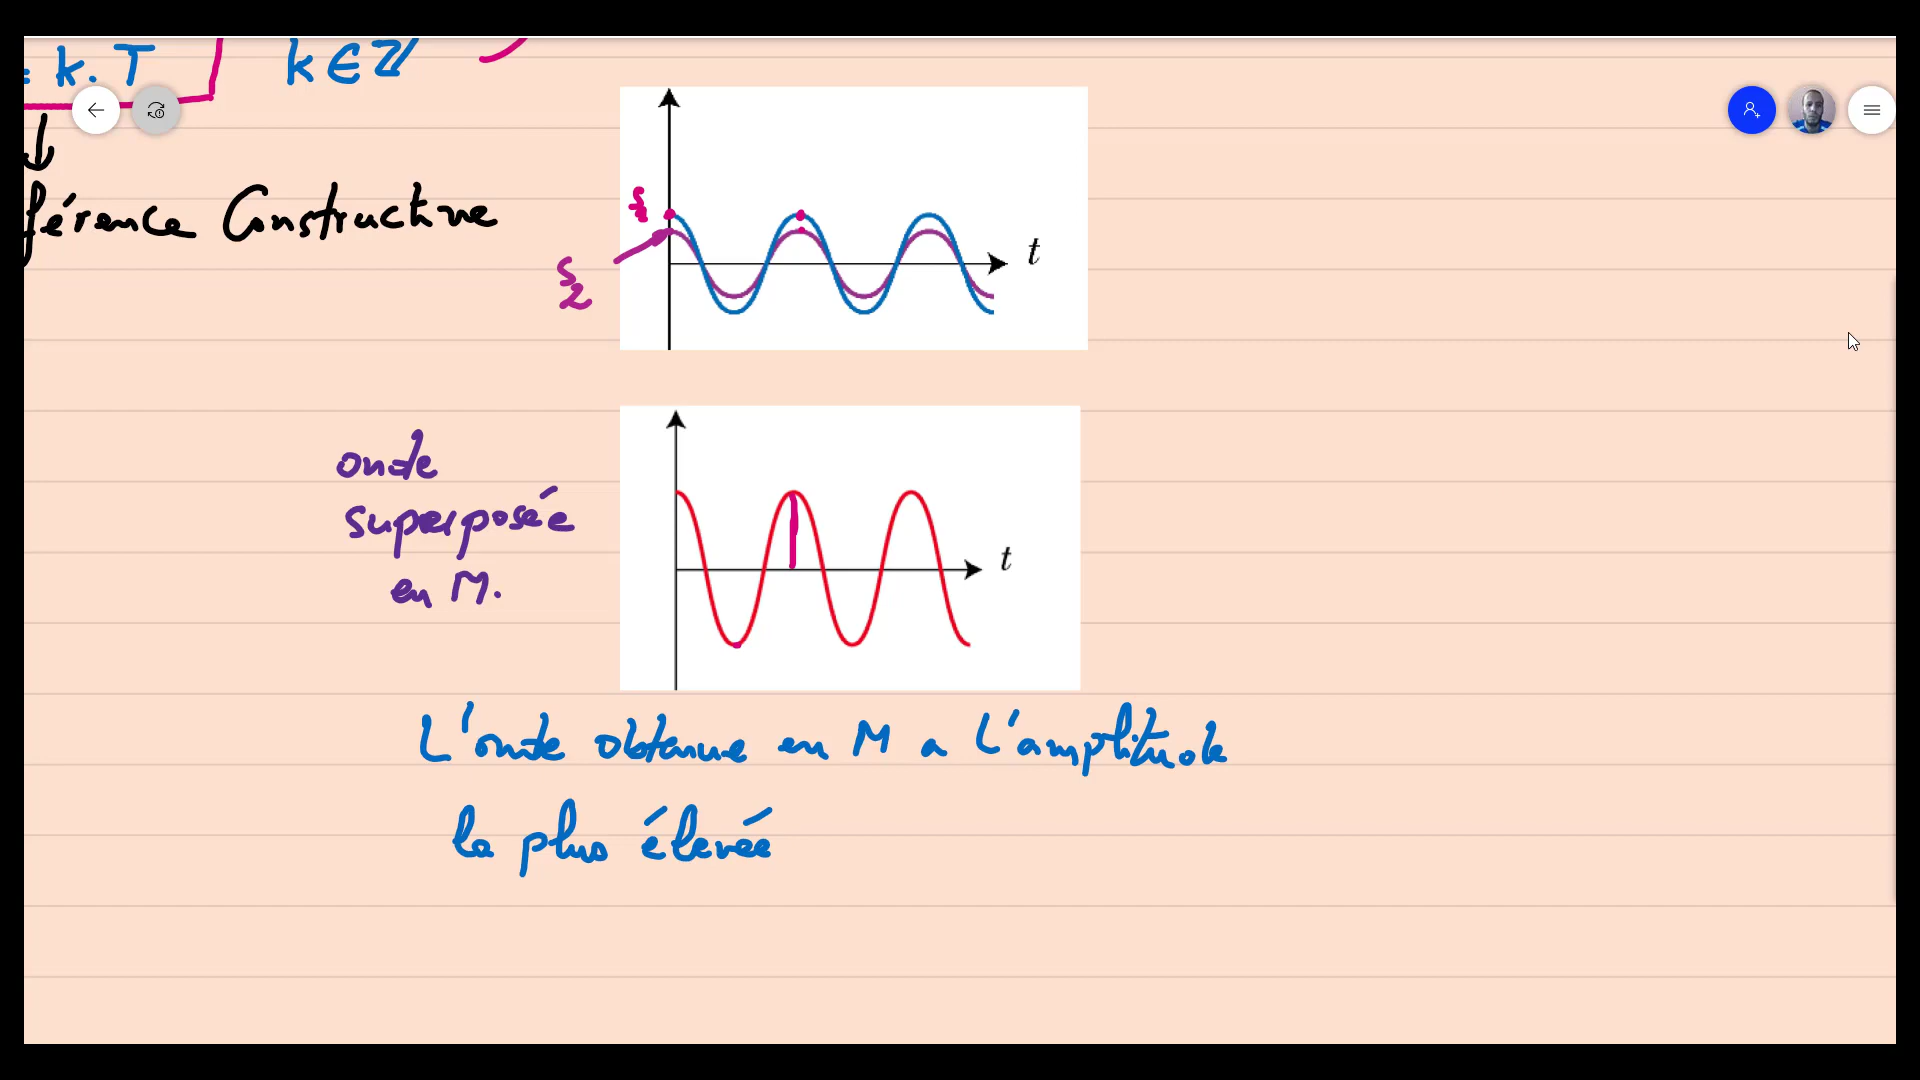 = k.T k∈ℤ
férence Constructive
S1
t
S2
onde
superposée
en M.
t
L'onde obtenue en M a l'amplitude
la plus élevée